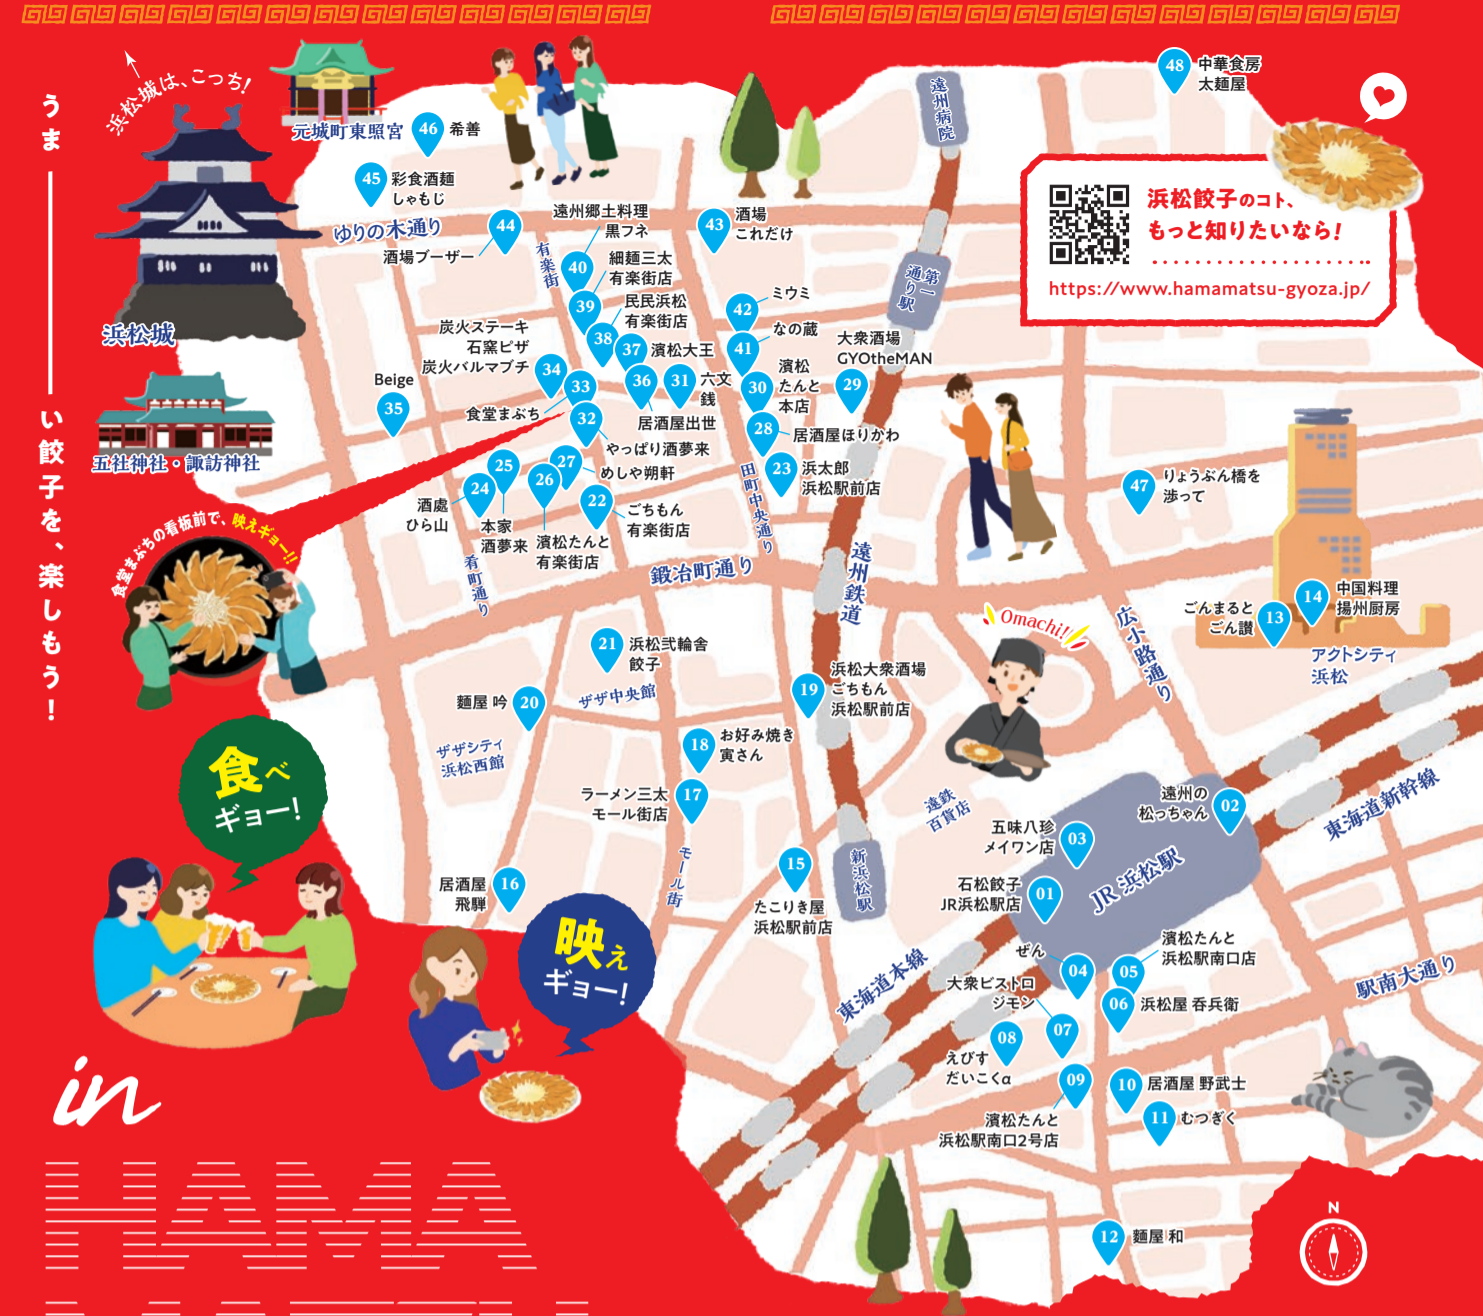 うま
い餃子を、楽しもう!
浜松城は、こっち!
元城町東照宮
浜松城
五社神社・諏訪神社
食堂まぶちの看板前で、映えギョー!!
食べ
ギョー!
映え
ギョー!
in
HAMA
48
中華食房
太麺屋
遠州病院
浜松餃子のコト、
もっと知りたいなら!
https://www.hamamatsu-gyoza.jp/
46
希善
45
彩食酒麺
しゃもじ
ゆりの木通り
44
酒場ブーザー
有楽街
遠州郷土料理
黒フネ
40
細麺三太
有楽街店
39
民民浜松
有楽街店
38
43
酒場
これだけ
第一
通り駅
42
ミウミ
41
なの蔵
37
濱松大王
炭火ステーキ
石窯ピザ
炭火バルマブチ
34
33
食堂まぶち
Beige
35
36
居酒屋出世
31
六文
銭
30
濱松
たんと
本店
大衆酒場
GYOtheMAN
29
32
やっぱり酒夢来
28
居酒屋ほりかわ
27
めしや朔軒
25
本家
酒夢来
24
酒處
ひら山
26
濱松たんと
有楽街店
22
ごちもん
有楽街店
23
浜太郎
浜松駅前店
田町中央通り
47
りょうぶん橋を
渉って
肴町通り
鍛冶町通り
遠州鉄道
広小路通り
Omachi!
14
中国料理
揚州厨房
13
ごんまると
ごん讃
アクトシティ
浜松
21
浜松弐輪舎
餃子
ザザ中央館
20
麵屋 吟
ザザシティ
浜松西館
19
浜松大衆酒場
ごちもん
浜松駅前店
18
お好み焼き
寅さん
17
ラーメン三太
モール街店
モール街
遠鉄
百貨店
02
遠州の
松っちゃん
東海道新幹線
03
五味八珍
メイワン店
JR 浜松駅
01
石松餃子
JR浜松駅店
15
たこりき屋
浜松駅前店
新浜松駅
16
居酒屋
飛騨
東海道本線
04
ぜん
05
濱松たんと
浜松駅南口店
06
浜松屋 呑兵衛
駅南大通り
07
大衆ビストロ
ジモン
08
えびす
だいこくα
09
濱松たんと
浜松駅南口2号店
10
居酒屋 野武士
11
むつぎく
12
麵屋 和
N